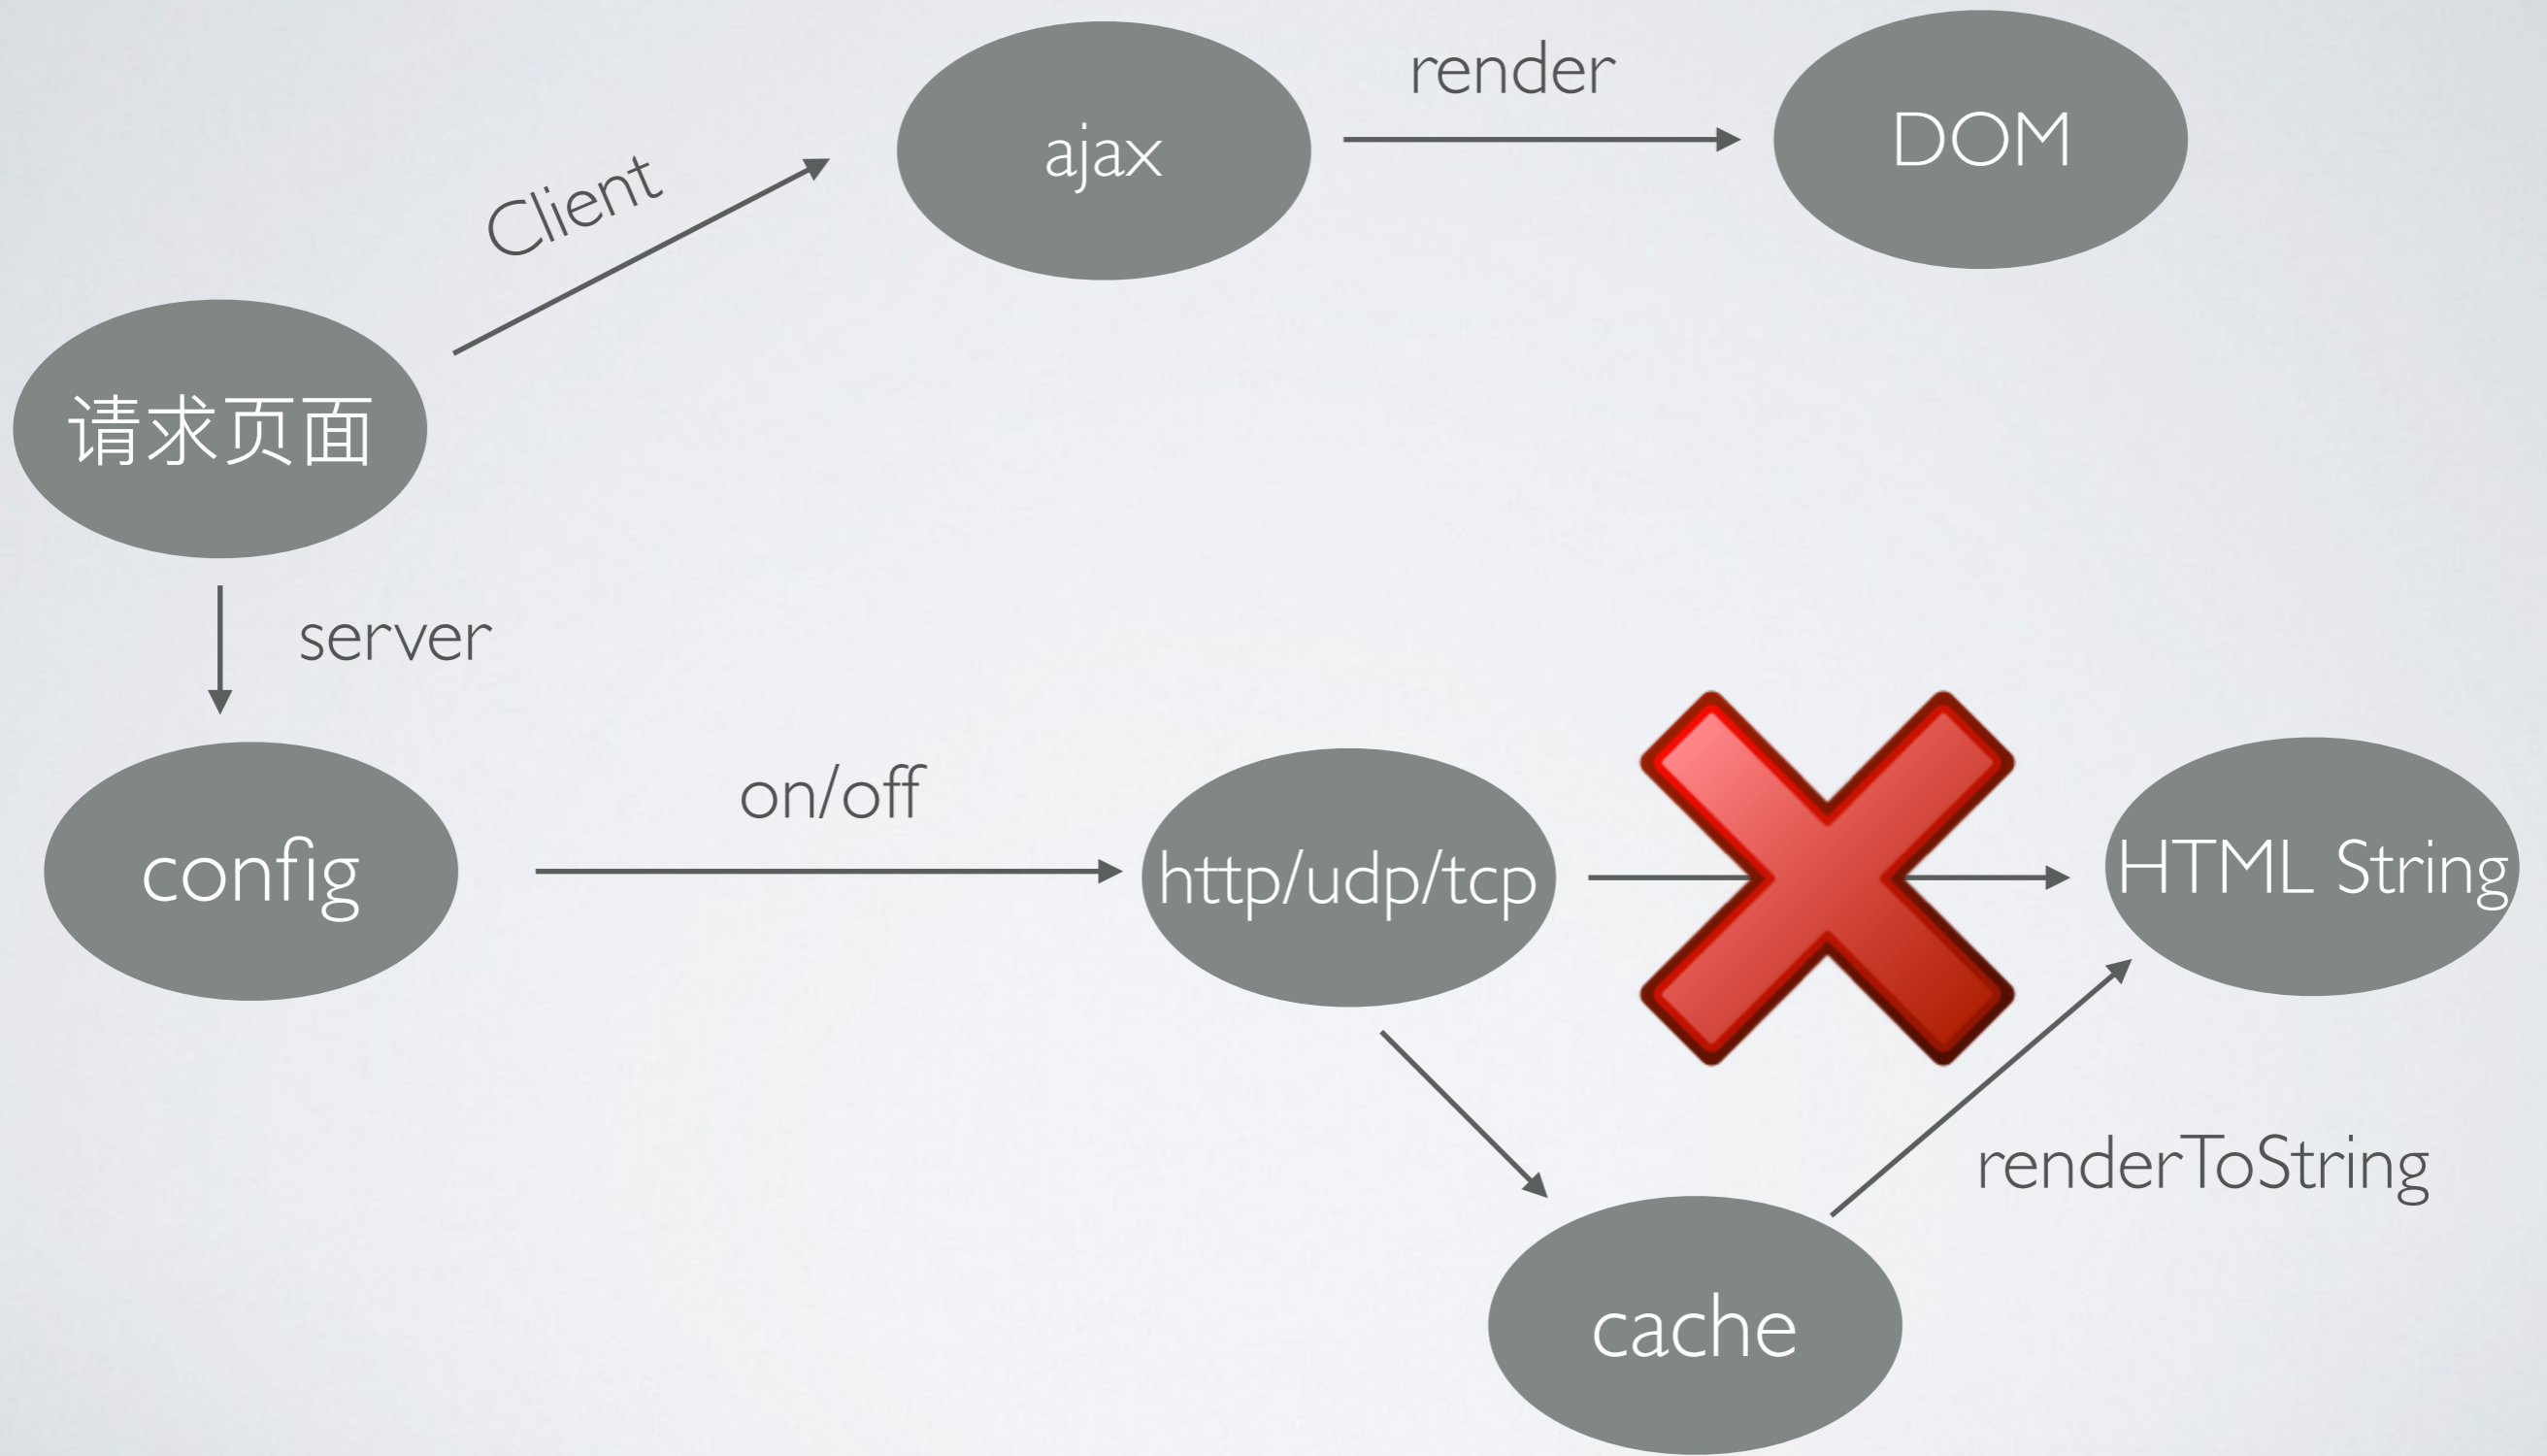 render
ajax
DOM
Client
请求页面
server
on/off
config
http/udp/tcp
HTML String
renderToString
cache